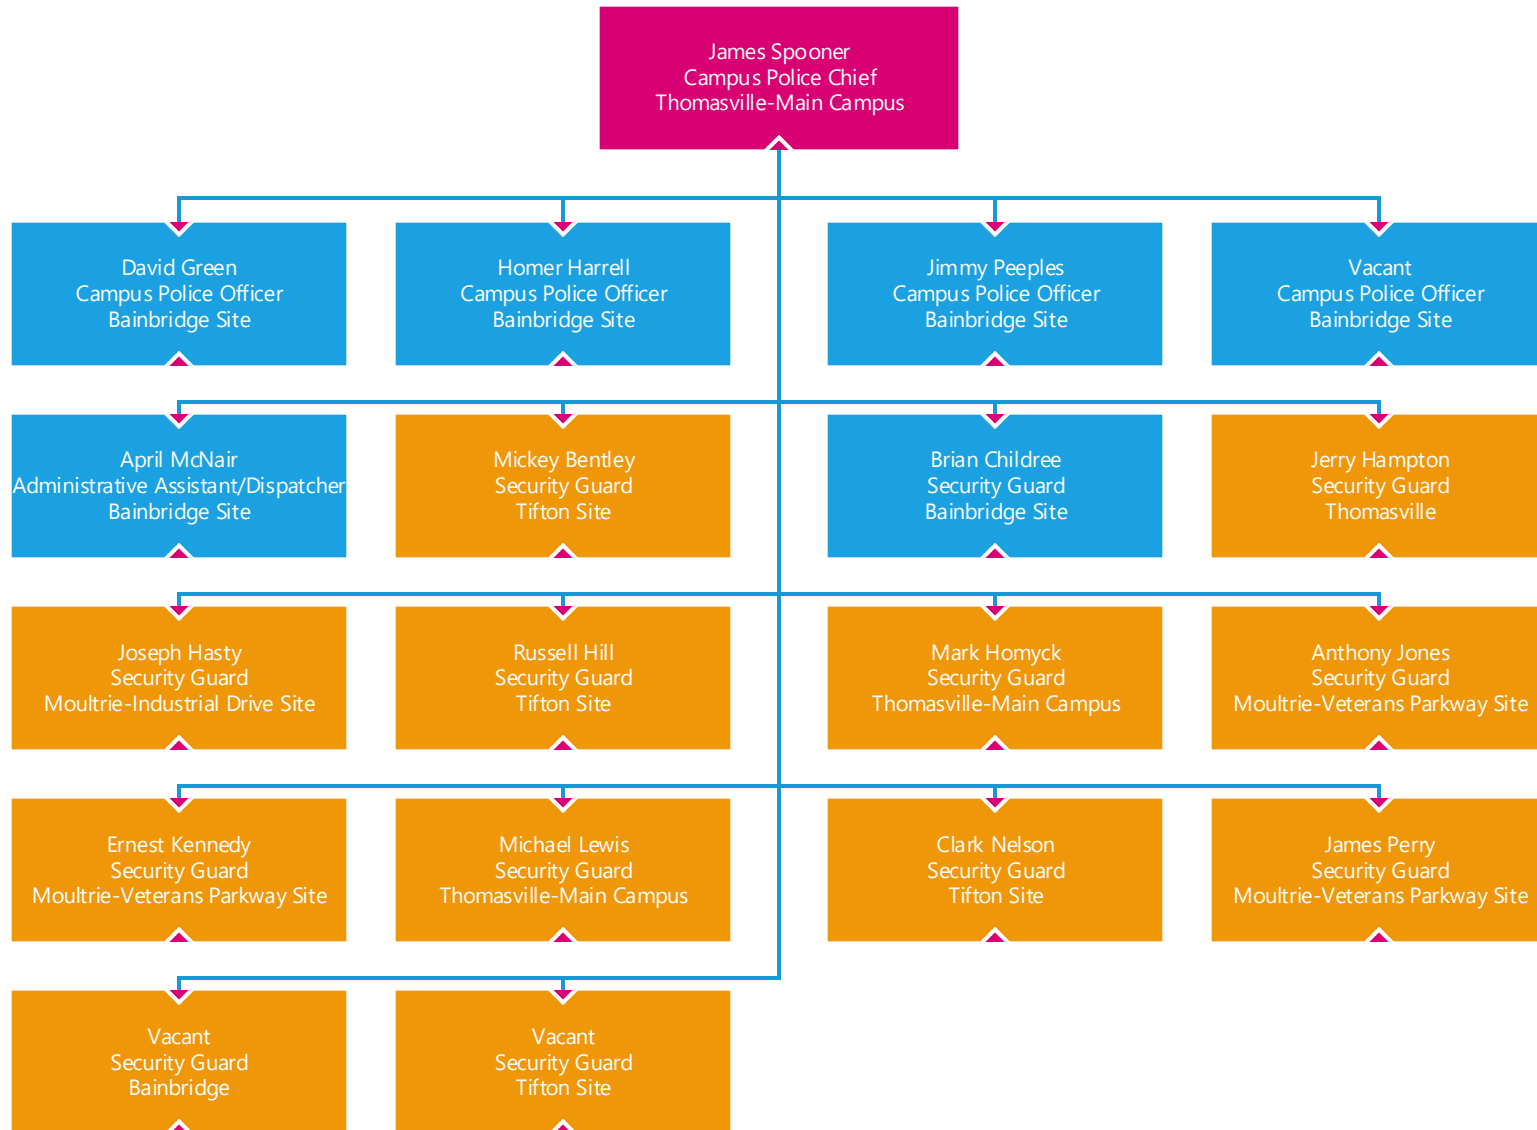 James Spooner
Campus Police Chief
Thomasville-Main Campus
David Green
Campus Police Officer
Bainbridge Site
Homer Harrell
Campus Police Officer
Bainbridge Site
Jimmy Peeples
Campus Police Officer
Bainbridge Site
Vacant
Campus Police Officer
Bainbridge Site
April McNair
Administrative Assistant/Dispatcher
Bainbridge Site
Mickey Bentley
Security Guard
Tifton Site
Brian Childree
Security Guard
Bainbridge Site
Jerry Hampton
Security Guard
Thomasville
Joseph Hasty
Security Guard
Moultrie-Industrial Drive Site
Russell Hill
Security Guard
Tifton Site
Mark Homyck
Security Guard
Thomasville-Main Campus
Anthony Jones
Security Guard
Moultrie-Veterans Parkway Site
Ernest Kennedy
Security Guard
Moultrie-Veterans Parkway Site
Michael Lewis
Security Guard
Thomasville-Main Campus
Clark Nelson
Security Guard
Tifton Site
James Perry
Security Guard
Moultrie-Veterans Parkway Site
Vacant
Security Guard
Bainbridge
Vacant
Security Guard
Tifton Site